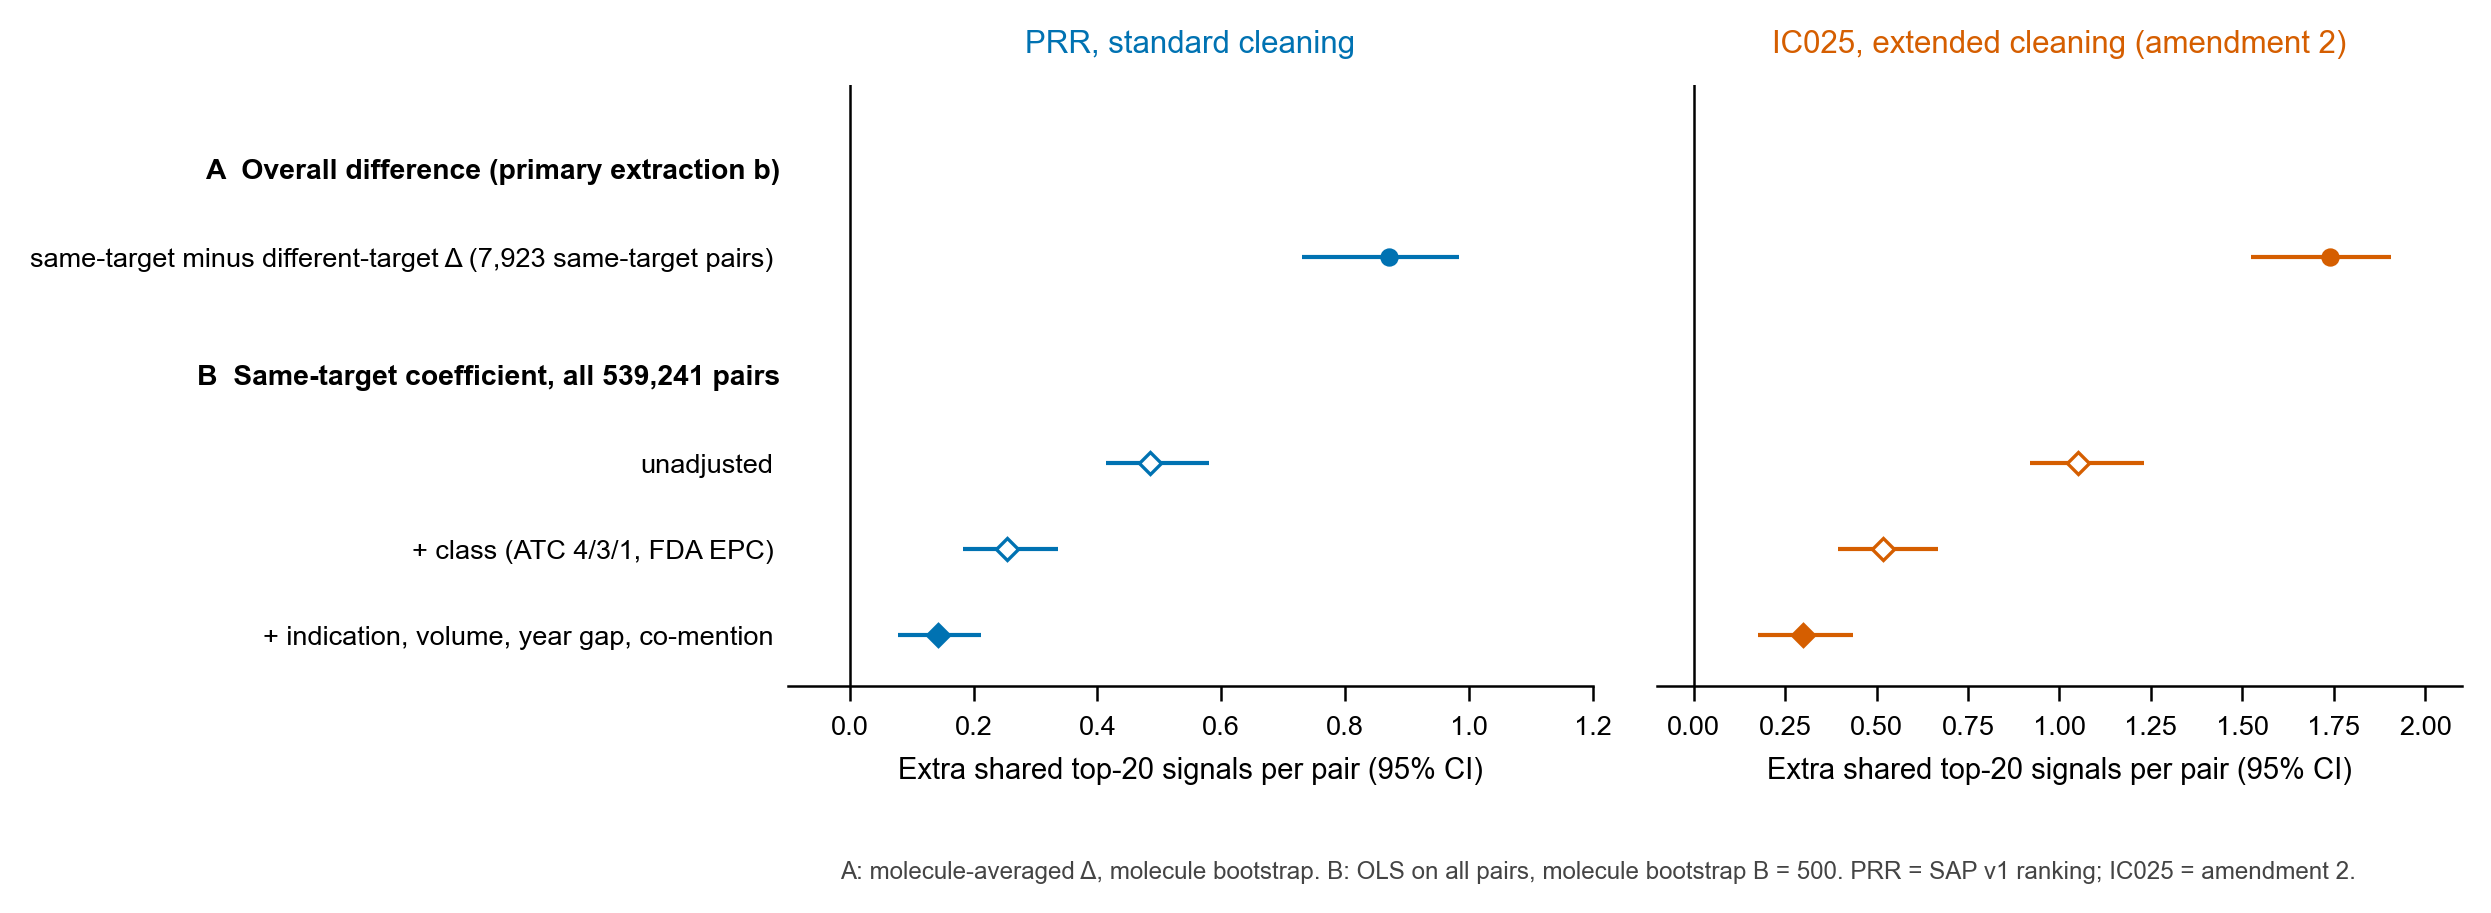 PRR, standard cleaning
IC025, extended cleaning (amendment 2)
A  Overall difference (primary extraction b)
same-target minus different-target Δ (7,923 same-target pairs)
B  Same-target coefficient, all 539,241 pairs
unadjusted
+ class (ATC 4/3/1, FDA EPC)
+ indication, volume, year gap, co-mention
0.0 0.2 0.4 0.6 0.8 1.0 1.2
0.00 0.25 0.50 0.75 1.00 1.25 1.50 1.75 2.00
Extra shared top-20 signals per pair (95% CI)
Extra shared top-20 signals per pair (95% CI)
A: molecule-averaged Δ, molecule bootstrap. B: OLS on all pairs, molecule bootstrap B = 500. PRR = SAP v1 ranking; IC025 = amendment 2.